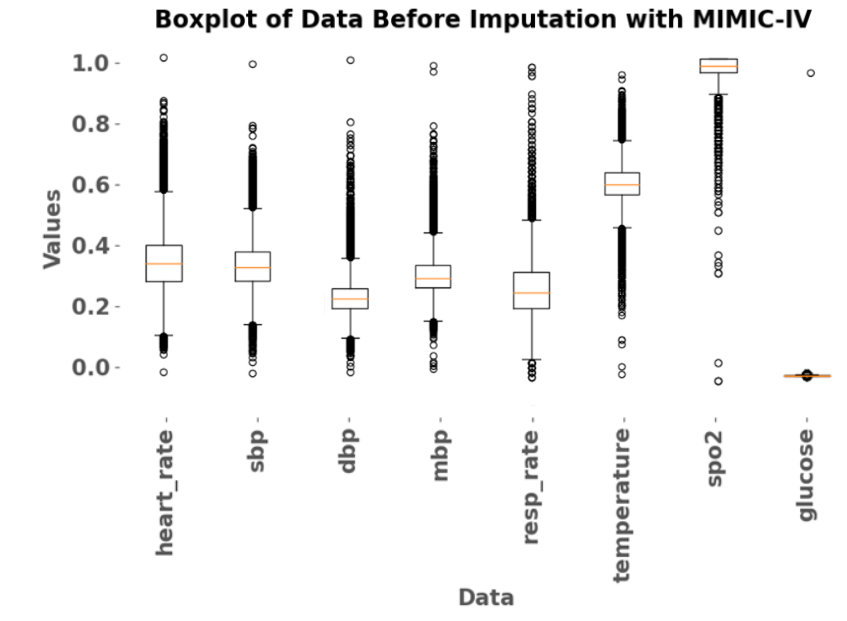 Boxplot of Data Before Imputation with MIMIC-IV
1.0
0.8
0.6
0.4
0.2
0.0
Values
heart_rate
sbp
dbp
mbp
resp_rate
temperature
spo2
glucose
Data